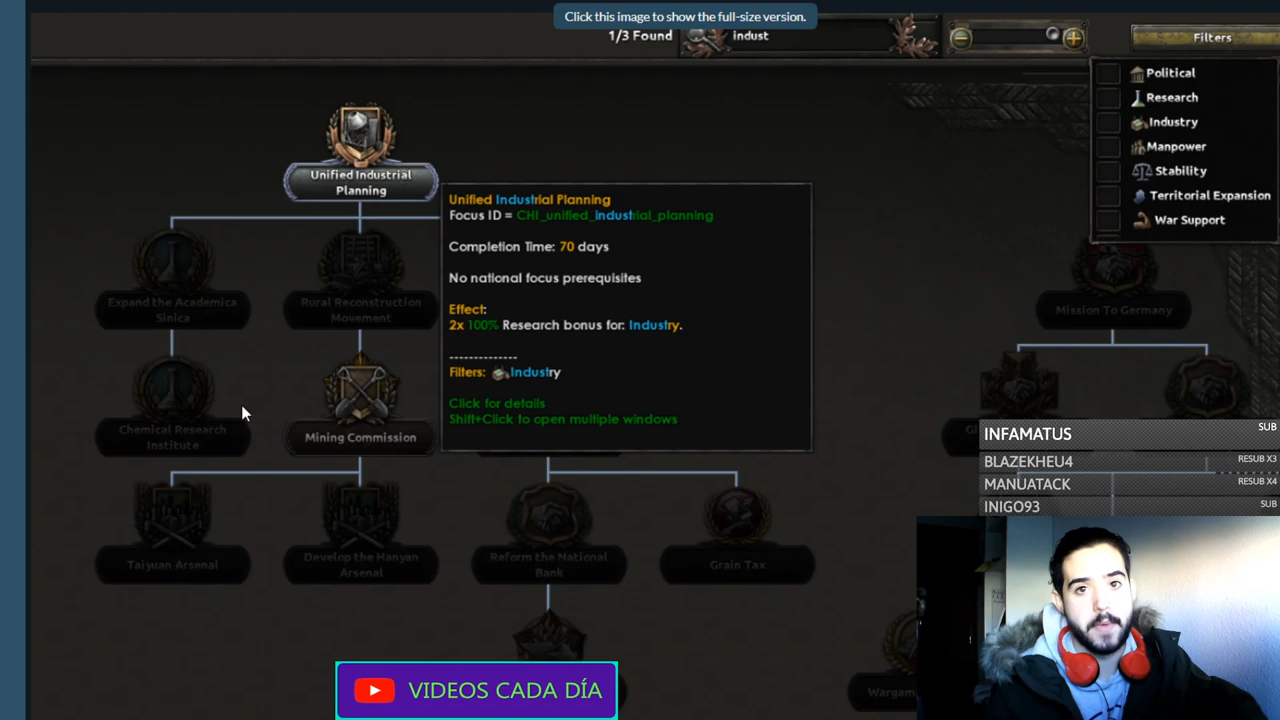 Click this image to show the full-size version.
1/3 Found
indust
Filters
Political
Research
Industry
Manpower
Stability
Territorial Expansion
War Support
Unified Industrial
Planning
Unified Industrial Planning
Focus ID = CHI_unified_industrial_planning
Completion Time: 70 days
No national focus prerequisites
Effect:
2x 100% Research bonus for: Industry.
--------------
Filters: Industry
Click for details
Shift+Click to open multiple windows
Expand the Academica
Sinica
Rural Reconstruction
Movement
Mission To Germany
Chemical Research
Institute
Mining Commission
Taiyuan Arsenal
Develop the Hanyan
Arsenal
Reform the National
Bank
Grain Tax
INFAMATUS
SUB
BLAZEKHEU4
RESUB X3
MANUATACK
RESUB X4
INIGO93
SUB
VIDEOS CADA DÍA